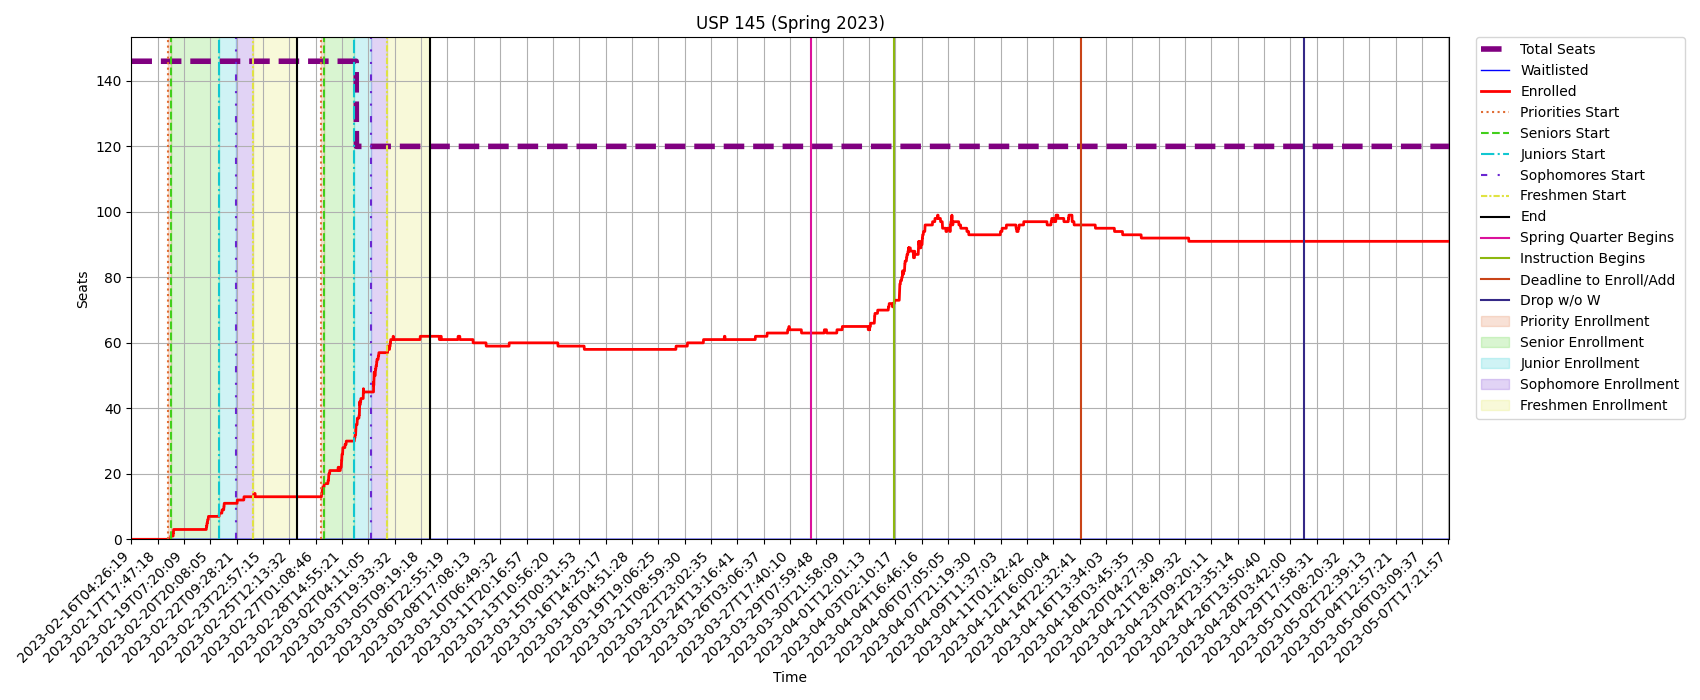 USP 145 (Spring 2023)
Seats
140
120
100
80
60
40
20
0
2023-02-16T04:26:19
2023-02-17T17:47:18
2023-02-19T07:20:09
2023-02-20T20:08:05
2023-02-22T09:28:21
2023-02-23T22:57:15
2023-02-25T12:13:32
2023-02-27T01:08:46
2023-02-28T14:55:21
2023-03-02T04:11:05
2023-03-03T19:33:32
2023-03-05T09:19:18
2023-03-06T22:55:19
2023-03-08T17:08:13
2023-03-10T06:49:32
2023-03-11T20:16:57
2023-03-13T10:56:20
2023-03-15T00:31:53
2023-03-16T14:25:17
2023-03-18T04:51:28
2023-03-19T19:06:25
2023-03-21T08:59:30
2023-03-22T23:02:35
2023-03-24T13:16:41
2023-03-26T03:06:37
2023-03-27T17:40:10
2023-03-29T07:59:48
2023-03-30T21:58:09
2023-04-01T12:01:13
2023-04-03T02:10:17
2023-04-04T16:46:16
2023-04-06T07:05:05
2023-04-07T21:19:30
2023-04-09T11:37:03
2023-04-11T01:42:42
2023-04-12T16:00:04
2023-04-14T22:32:41
2023-04-16T13:34:03
2023-04-18T03:45:35
2023-04-20T04:27:30
2023-04-21T18:49:32
2023-04-23T09:20:11
2023-04-24T23:35:14
2023-04-26T13:50:40
2023-04-28T03:42:00
2023-04-29T17:58:31
2023-05-01T08:20:32
2023-05-02T22:39:13
2023-05-04T12:57:21
2023-05-06T03:09:37
2023-05-07T17:21:57
Time
Total Seats
Waitlisted
Enrolled
Priorities Start
Seniors Start
Juniors Start
Sophomores Start
Freshmen Start
End
Spring Quarter Begins
Instruction Begins
Deadline to Enroll/Add
Drop w/o W
Priority Enrollment
Senior Enrollment
Junior Enrollment
Sophomore Enrollment
Freshmen Enrollment